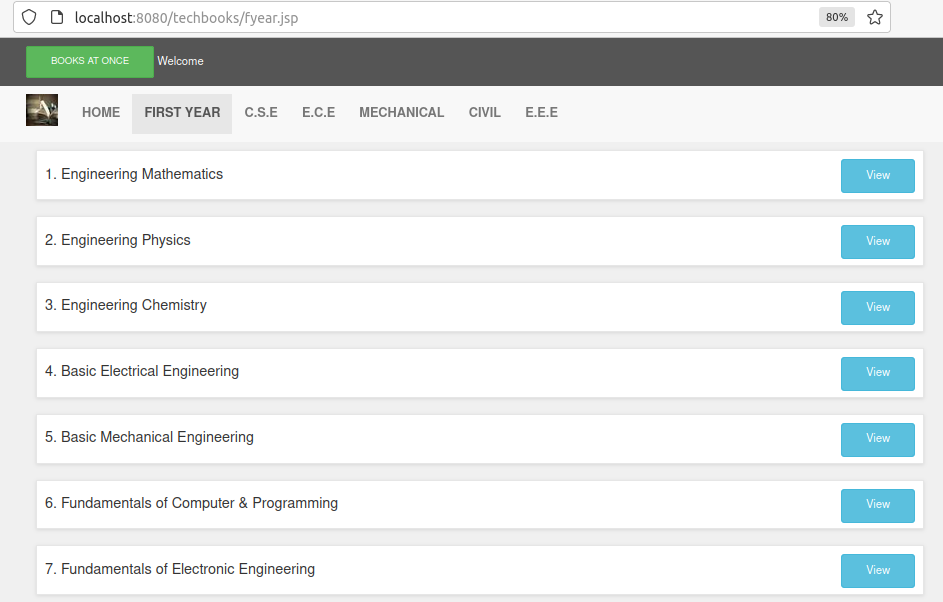 localhost:8080/techbooks/fyear.jsp 80%
BOOKS AT ONCE Welcome
HOME FIRST YEAR C.S.E E.C.E MECHANICAL CIVIL E.E.E
1. Engineering Mathematics View
2. Engineering Physics View
3. Engineering Chemistry View
4. Basic Electrical Engineering View
5. Basic Mechanical Engineering View
6. Fundamentals of Computer & Programming View
7. Fundamentals of Electronic Engineering View